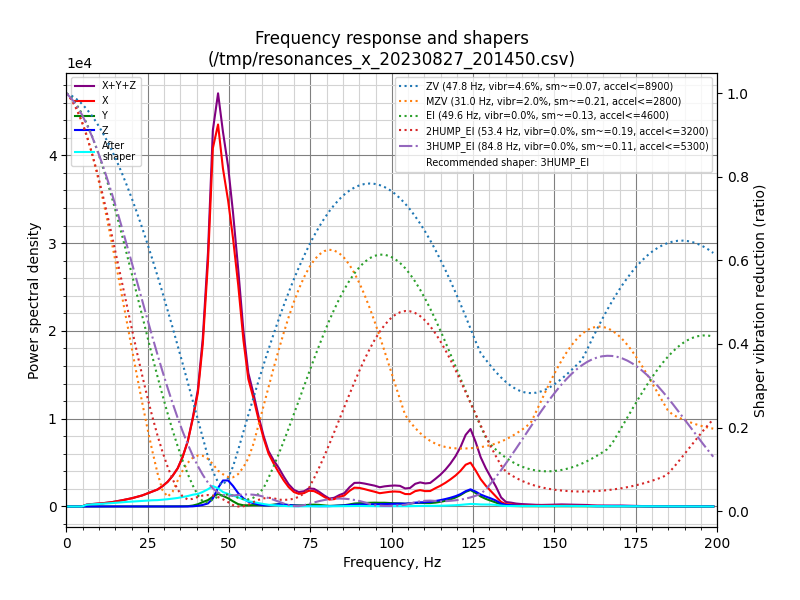 Frequency response and shapers
(/tmp/resonances_x_20230827_201450.csv)
1e4
X+Y+Z
X
Y
Z
After
shaper
ZV (47.8 Hz, vibr=4.6%, sm~=0.07, accel<=8900)
MZV (31.0 Hz, vibr=2.0%, sm~=0.21, accel<=2800)
EI (49.6 Hz, vibr=0.0%, sm~=0.13, accel<=4600)
2HUMP_EI (53.4 Hz, vibr=0.0%, sm~=0.19, accel<=3200)
3HUMP_EI (84.8 Hz, vibr=0.0%, sm~=0.11, accel<=5300)
Recommended shaper: 3HUMP_EI
Power spectral density
4
3
2
1
0
1.0
0.8
0.6
0.4
0.2
0.0
Shaper vibration reduction (ratio)
0 25 50 75 100 125 150 175 200
Frequency, Hz